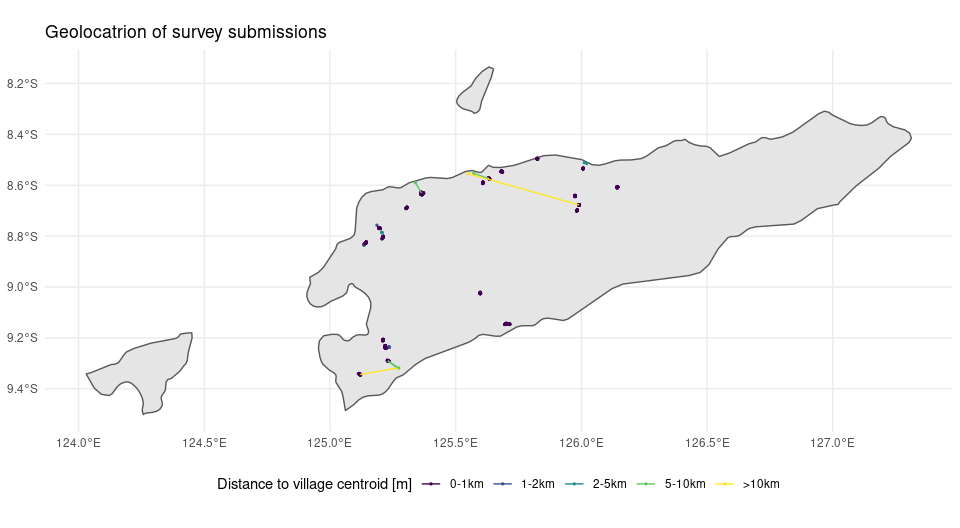 Geolocatrion of survey submissions
8.2°S
8.4°S
8.6°S
8.8°S
9.0°S
9.2°S
9.4°S
124.0°E 124.5°E 125.0°E 125.5°E 126.0°E 126.5°E 127.0°E
Distance to village centroid [m] 0-1km 1-2km 2-5km 5-10km >10km